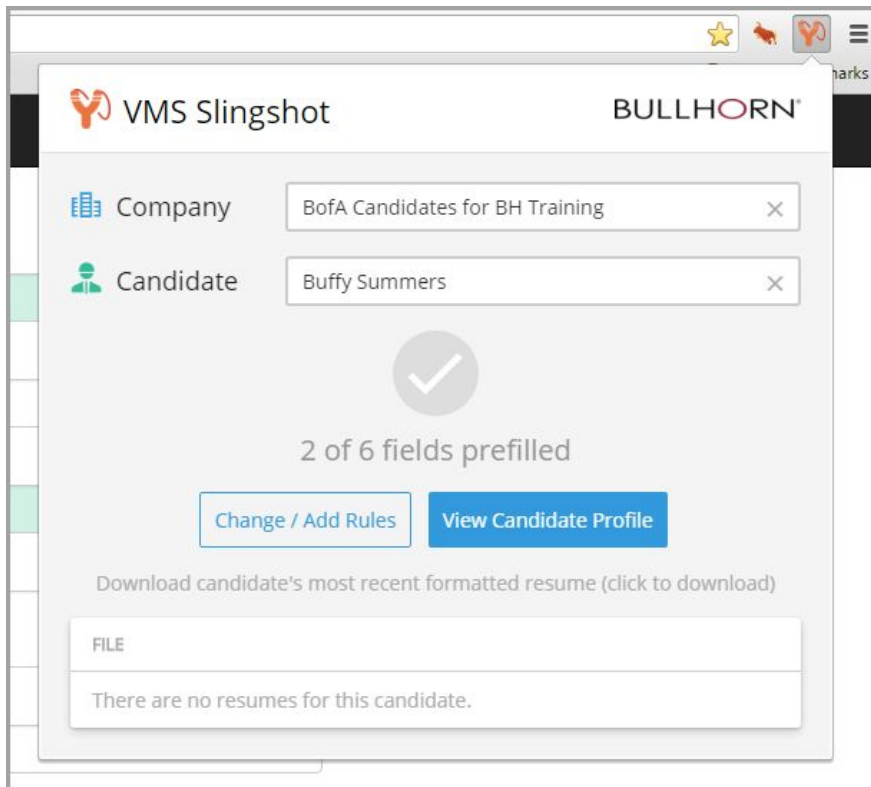 arks
VMS Slingshot
BULLHORN®
Company
BofA Candidates for BH Training
Candidate
Buffy Summers
2 of 6 fields prefilled
Change / Add Rules
View Candidate Profile
Download candidate's most recent formatted resume (click to download)
FILE
There are no resumes for this candidate.